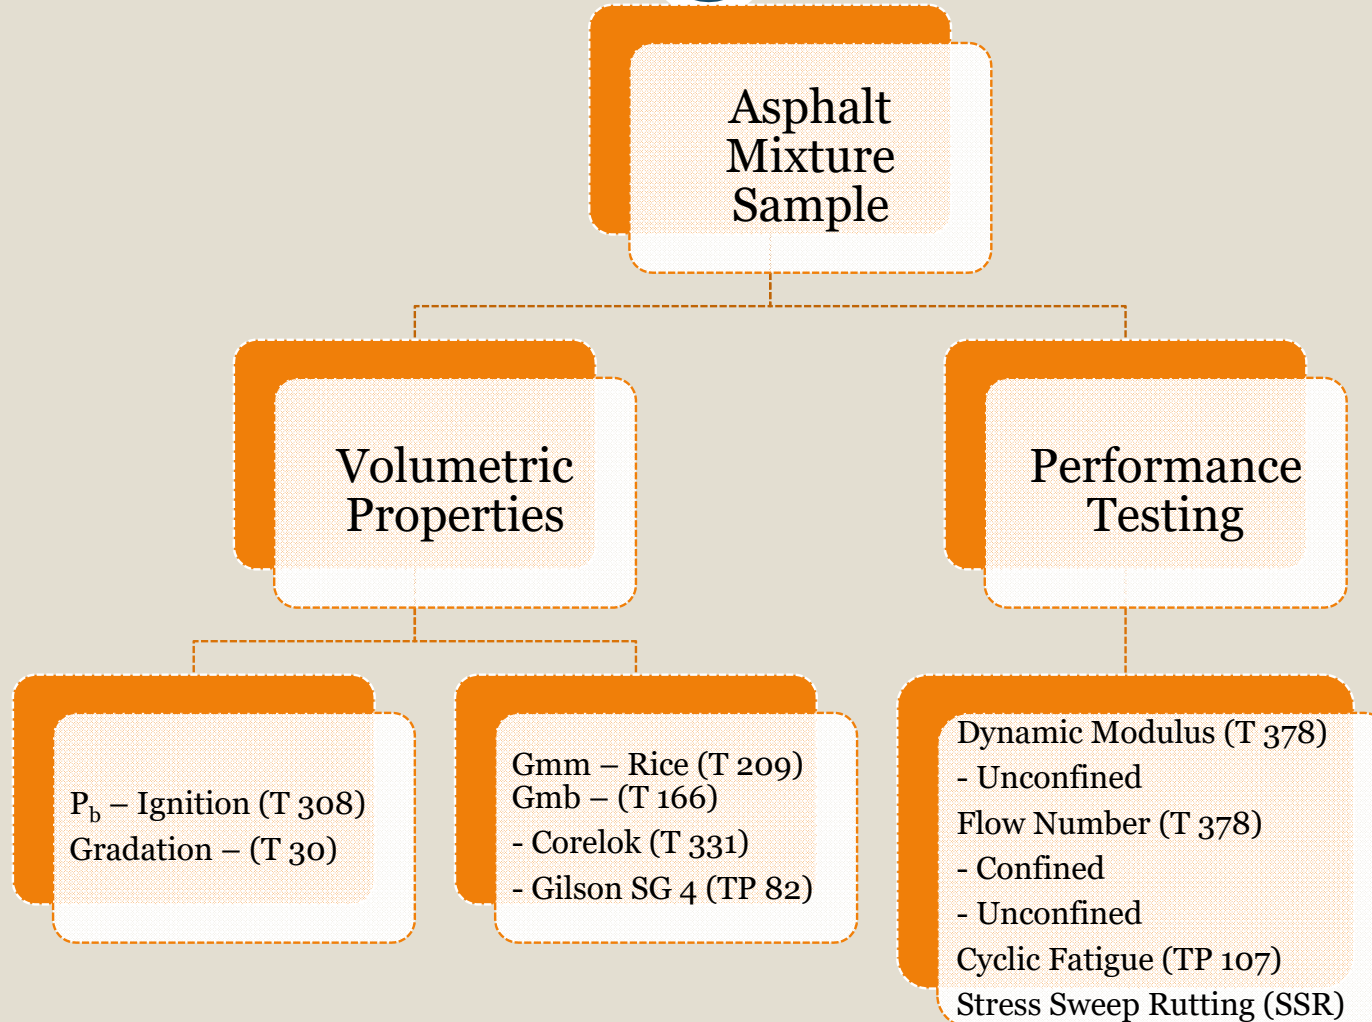 Asphalt
Mixture
Sample
Volumetric
Properties
Performance
Testing
Pb – Ignition (T 308)
Gradation – (T 30)
Gmm – Rice (T 209)
Gmb – (T 166)
- Corelok (T 331)
- Gilson SG 4 (TP 82)
Dynamic Modulus (T 378)
- Unconfined
Flow Number (T 378)
- Confined
- Unconfined
Cyclic Fatigue (TP 107)
Stress Sweep Rutting (SSR)